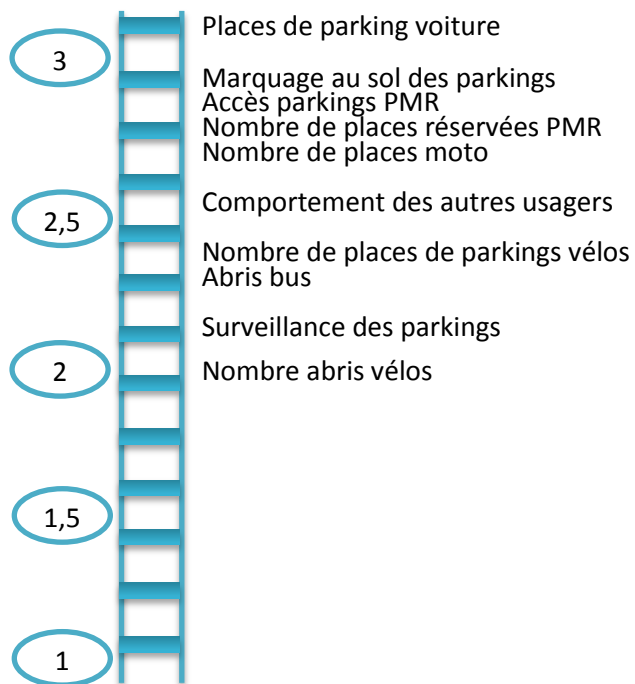 Places de parking voiture
3
Marquage au sol des parkings
Accès parkings PMR
Nombre de places réservées PMR
Nombre de places moto
Comportement des autres usagers
2,5
Nombre de places de parkings vélos
Abris bus
Surveillance des parkings
2
Nombre abris vélos
1,5
1